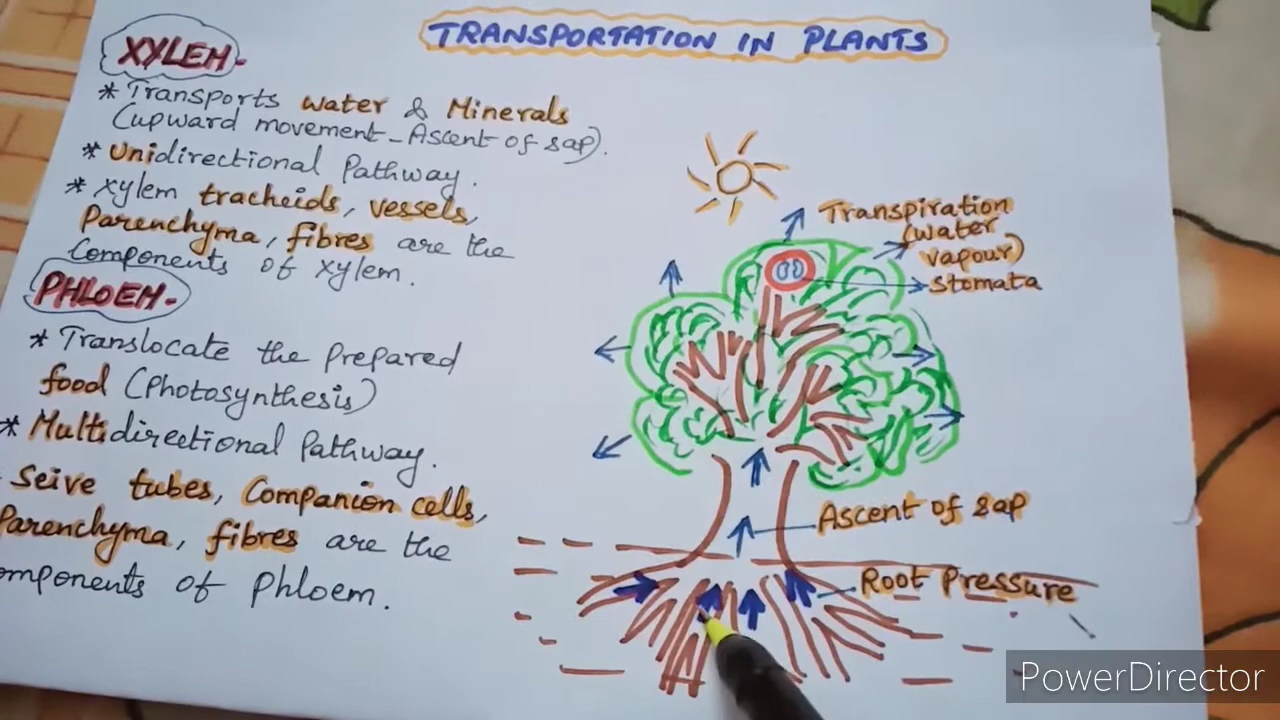 TRANSPORTATION IN PLANTS
XYLEM-
* Transports water & Minerals
(upward movement-Ascent of sap).
* Unidirectional Pathway.
* Xylem tracheids, vessels,
Parenchyma, fibres are the
Components of Xylem.
PHLOEM-
* Translocate the Prepared
food (Photosynthesis)
* Multidirectional Pathway.
Seive tubes, Companion cells,
Parenchyma, fibres are the
omponents of Phloem.
Transpiration
(water
vapour)
Stomata
Ascent of sap
Root Pressure
PowerDirector